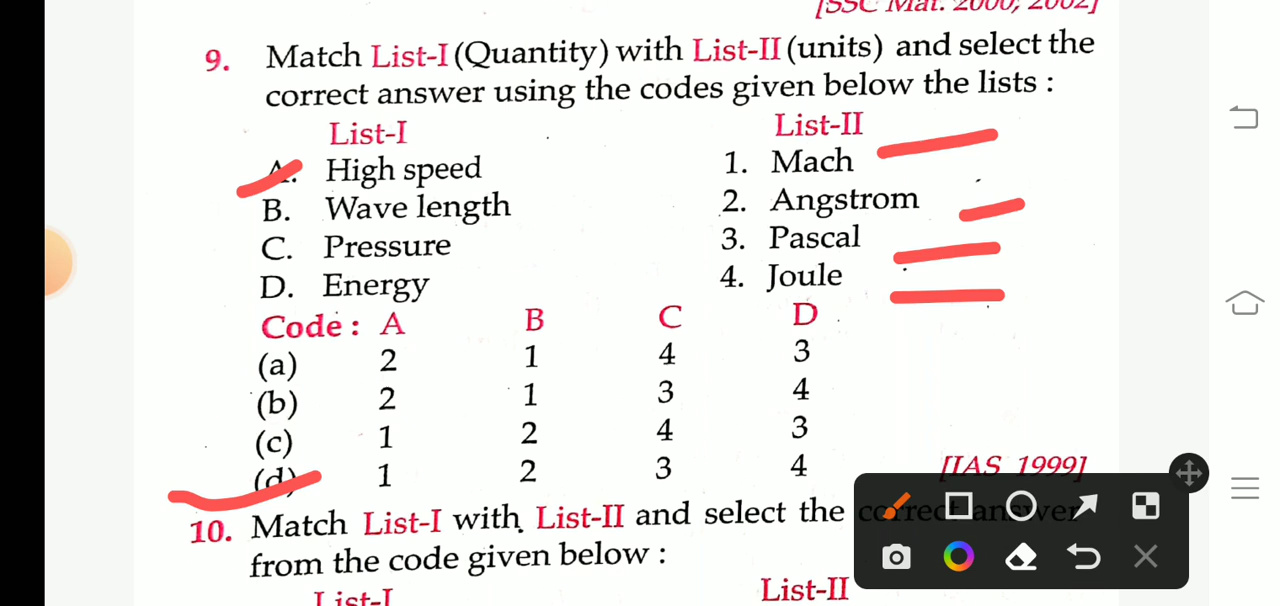 [SSC Mat. 2000, 2002]
9. Match List-I (Quantity) with List-II (units) and select the
correct answer using the codes given below the lists :
List-I List-II
A. High speed 1. Mach
B. Wave length 2. Angstrom
C. Pressure 3. Pascal
D. Energy 4. Joule
Code : A B C D
(a) 2 1 4 3
(b) 2 1 3 4
(c) 1 2 4 3
(d) 1 2 3 4
[IAS 1999]
10. Match List-I with List-II and select the correct answer
from the code given below :
List-I List-II